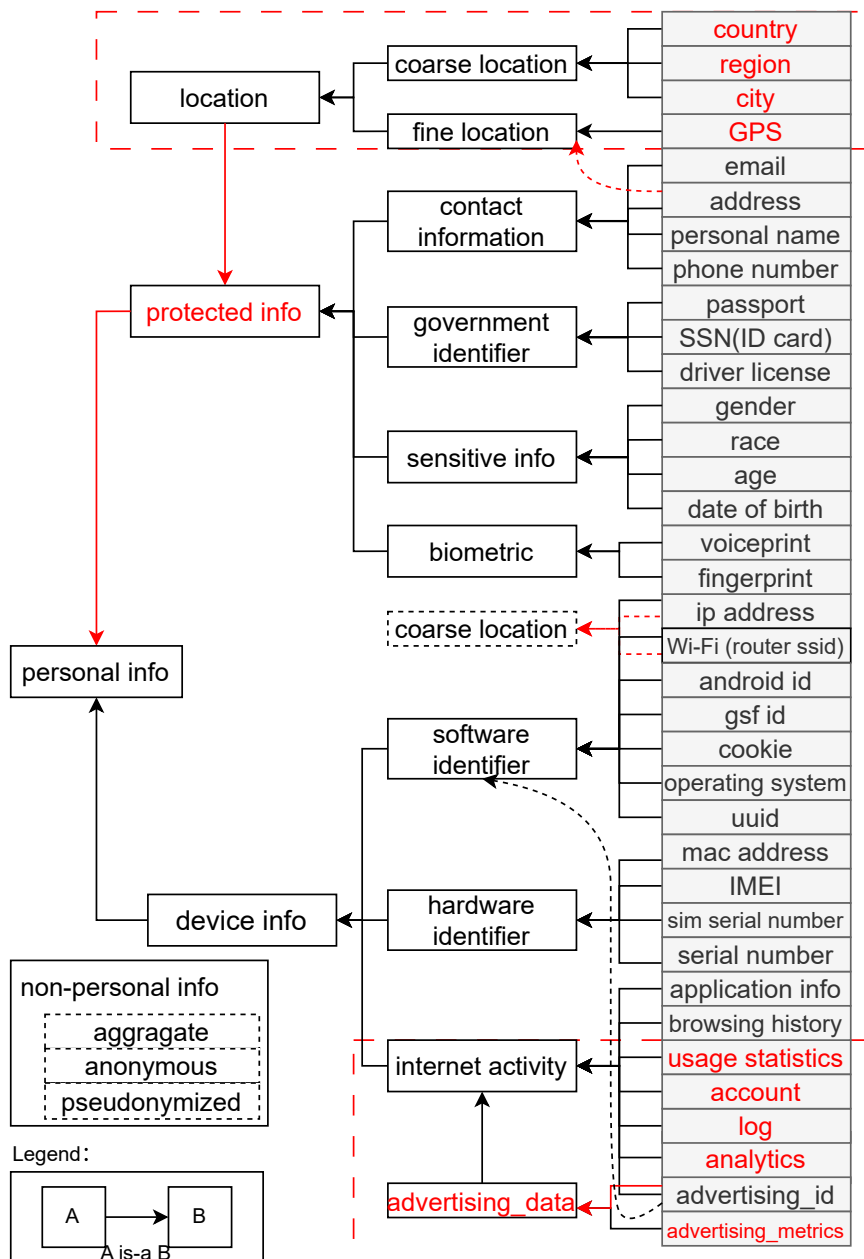 country
coarse location
region
location
city
fine location
GPS
email
contact
information
address
personal name
phone number
protected info
government
identifier
passport
SSN(ID card)
driver license
sensitive info
gender
race
age
date of birth
biometric
voiceprint
fingerprint
coarse location
ip address
Wi-Fi (router ssid)
personal info
android id
software
identifier
gsf id
cookie
operating system
uuid
mac address
device info
hardware
identifier
IMEI
sim serial number
serial number
non-personal info
aggragate
anonymous
pseudonymized
internet activity
application info
browsing history
usage statistics
account
log
analytics
advertising_data
advertising_id
advertising_metrics
Legend:
A
B
A is-a B